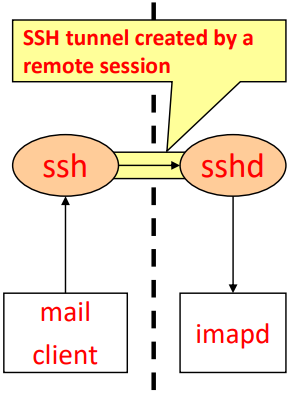 SSH tunnel created by a
remote session
ssh
sshd
mail
client
imapd